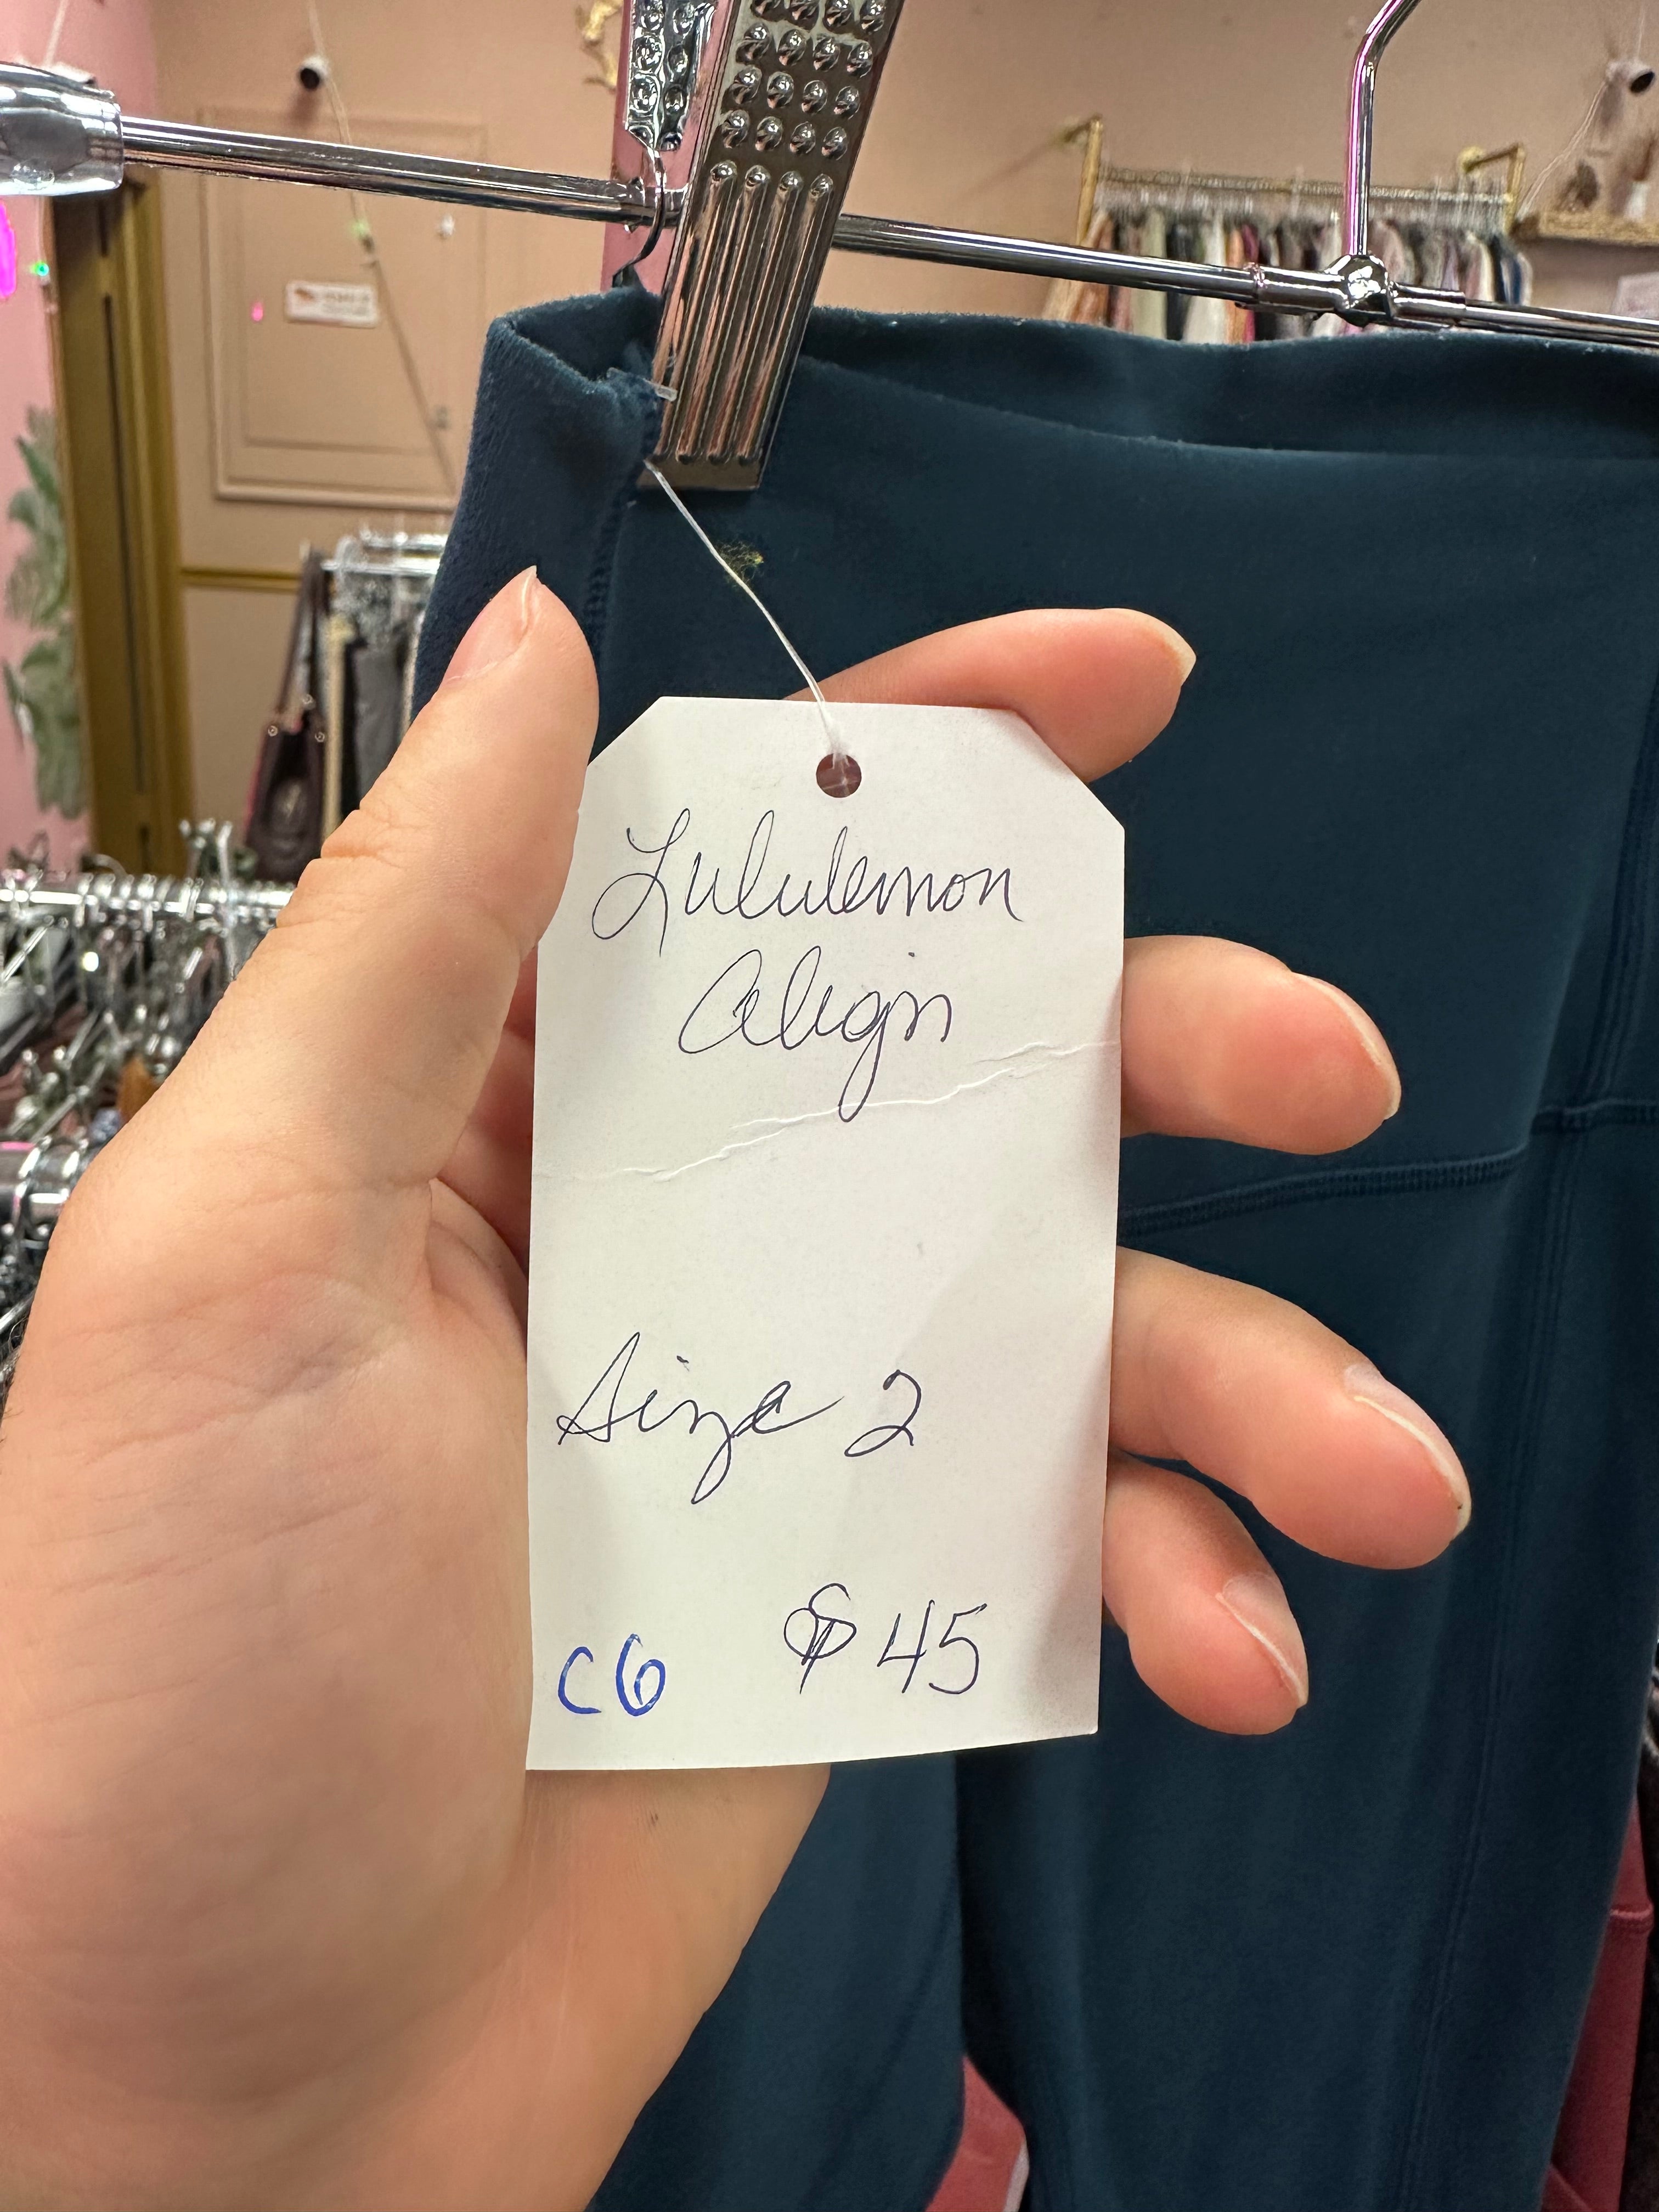 Lululemon
Align
Size 2
C6 $45